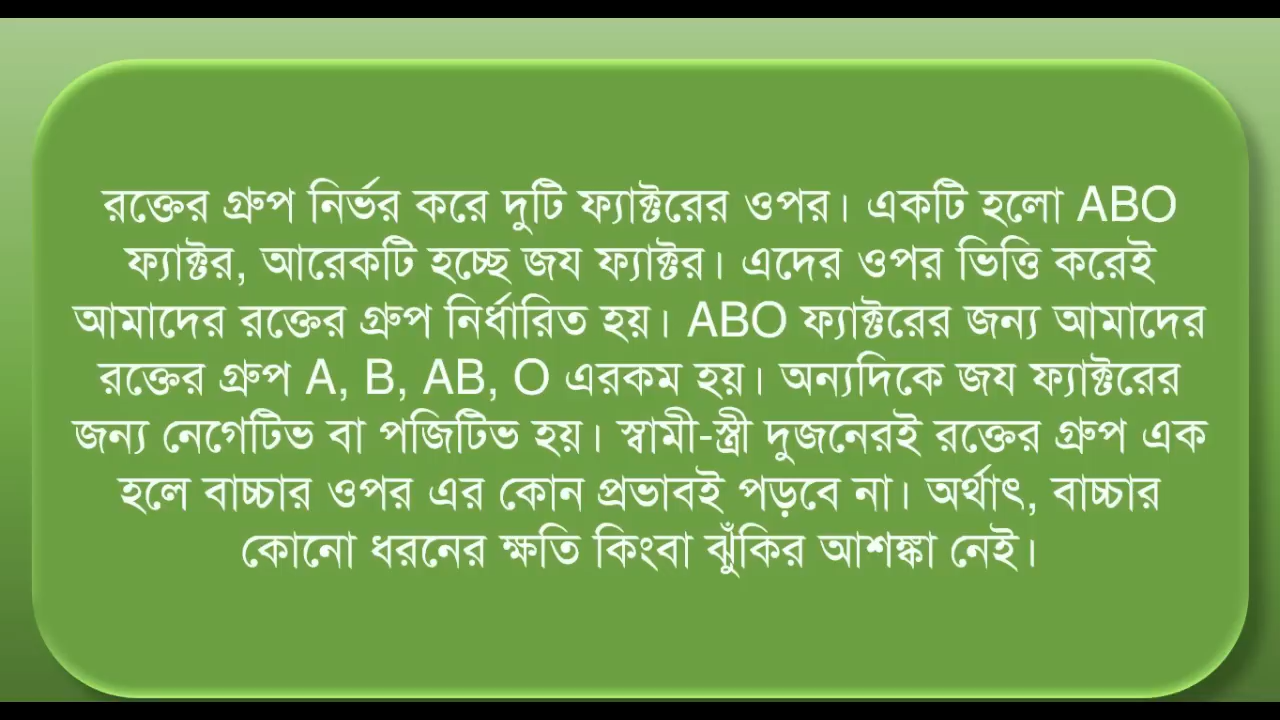 রক্তের গ্রুপ নির্ভর করে দুটি ফ্যাক্টরের ওপর। একটি হলো ABO
ফ্যাক্টর, আরেকটি হচ্ছে জয ফ্যাক্টর। এদের ওপর ভিত্তি করেই
আমাদের রক্তের গ্রুপ নির্ধারিত হয়। ABO ফ্যাক্টরের জন্য আমাদের
রক্তের গ্রুপ A, B, AB, O এরকম হয়। অন্যদিকে জয ফ্যাক্টরের
জন্য নেগেটিভ বা পজিটিভ হয়। স্বামী-স্ত্রী দুজনেরই রক্তের গ্রুপ এক
হলে বাচ্চার ওপর এর কোন প্রভাবই পড়বে না। অর্থাৎ, বাচ্চার
কোনো ধরনের ক্ষতি কিংবা ঝুঁকির আশঙ্কা নেই।